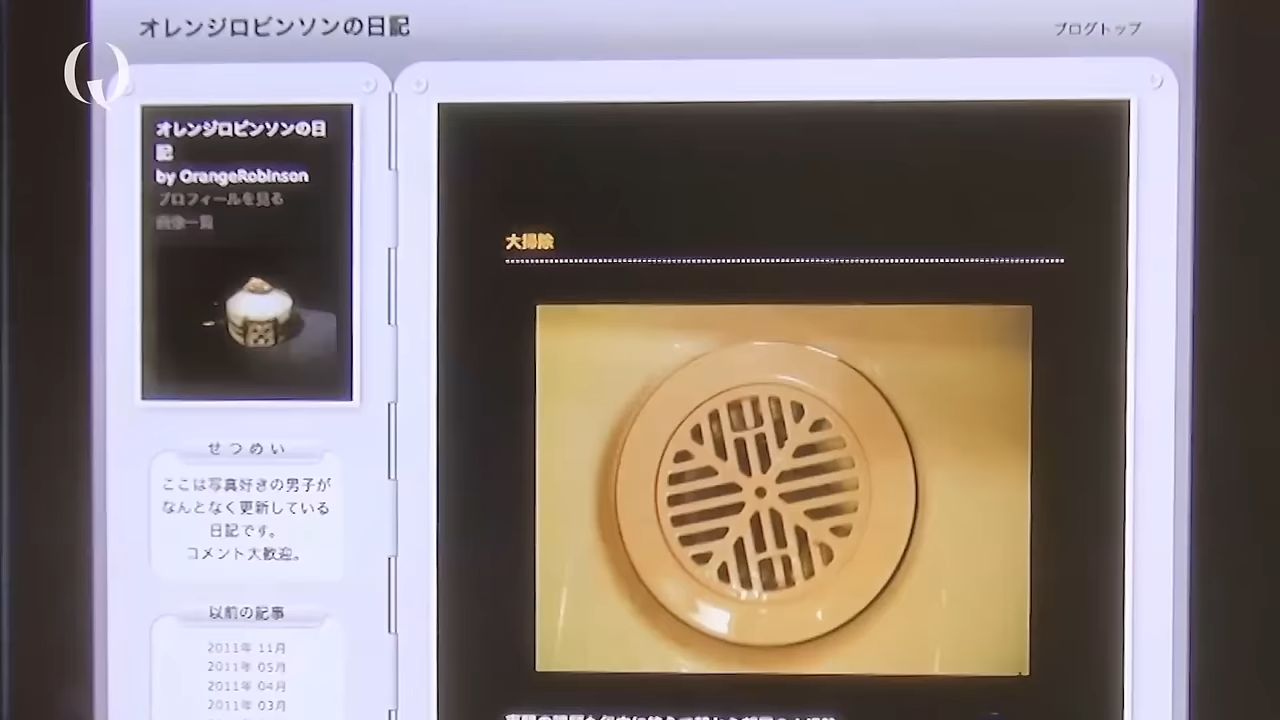 オレンジロビンソンの日記
ブログトップ
オレンジロビンソンの日
記
by OrangeRobinson
プロフィールを見る
画像一覧
大掃除
せつめい
ここは写真好きの男子が
なんとなく更新している
日記です。
コメント大歓迎。
以前の記事
2011年 11月
2011年 05月
2011年 04月
2011年 03月